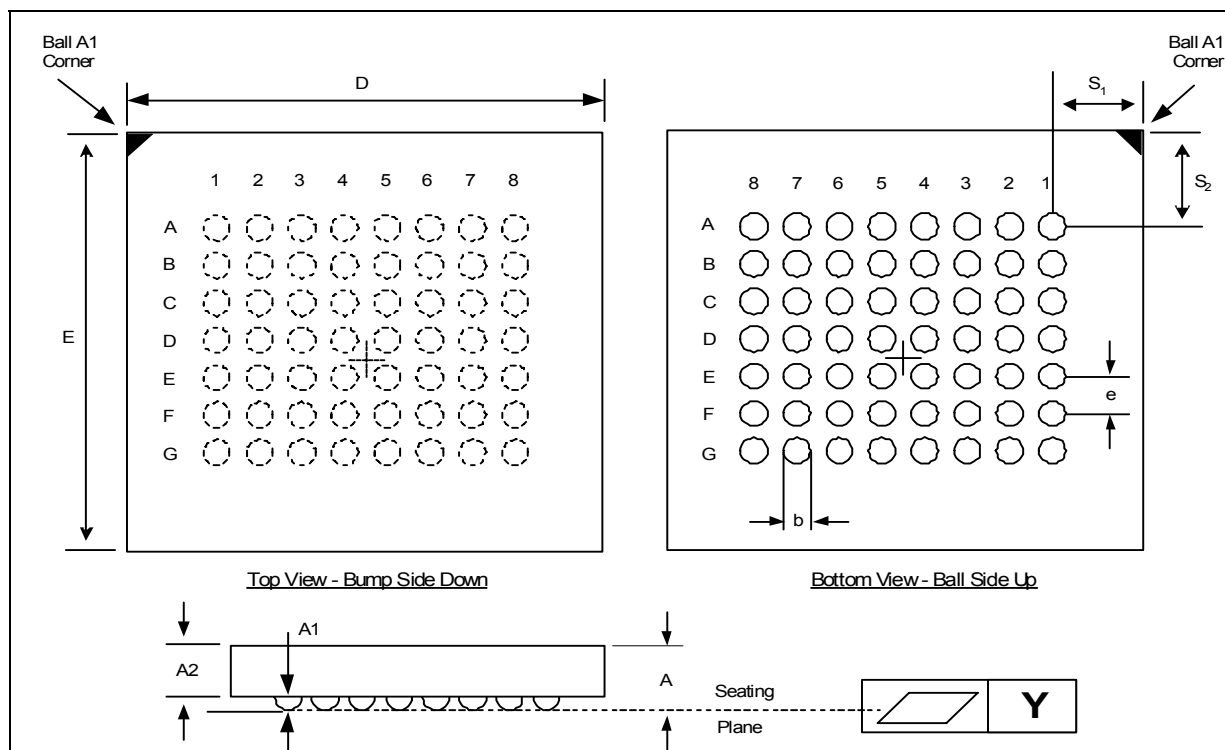 Ball A1
Corner
D
Ball A1
Corner
S1
S2
E
1 2 3 4 5 6 7 8
A
B
C
D
E
F
G
8 7 6 5 4 3 2 1
A
B
C
D
E
F
G
e
b
Top View - Bump Side Down
Bottom View - Ball Side Up
A1
A2
A
Seating
Plane
Y